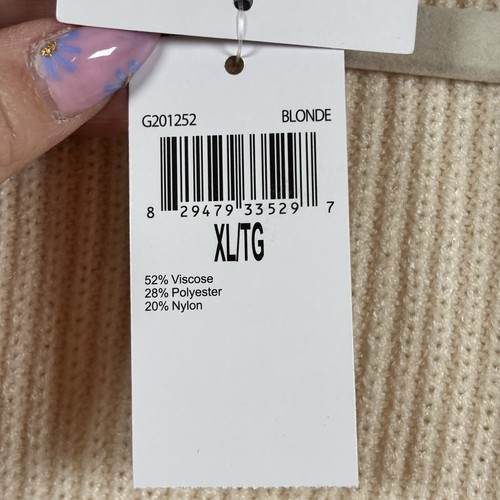 G201252 BLONDE
8 29479 33529 7
XL/TG
52% Viscose
28% Polyester
20% Nylon